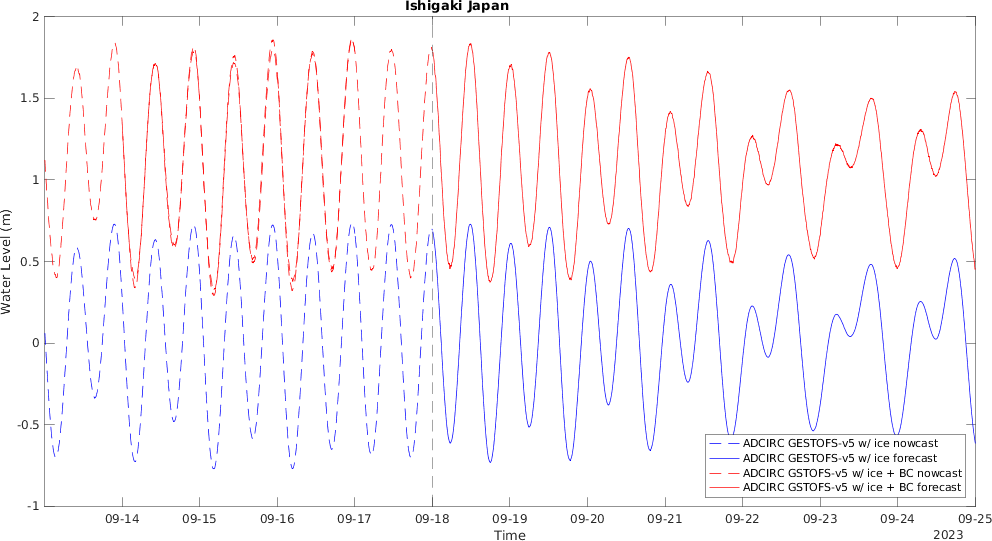 Ishigaki Japan
2
1.5
1
0.5
0
-0.5
-1
Water Level (m)
ADCIRC GESTOFS-v5 w/ ice nowcast
ADCIRC GESTOFS-v5 w/ ice forecast
ADCIRC GSTOFS-v5 w/ ice + BC nowcast
ADCIRC GSTOFS-v5 w/ ice + BC forecast
09-14 09-15 09-16 09-17 09-18 09-19 09-20 09-21 09-22 09-23 09-24 09-25
Time
2023